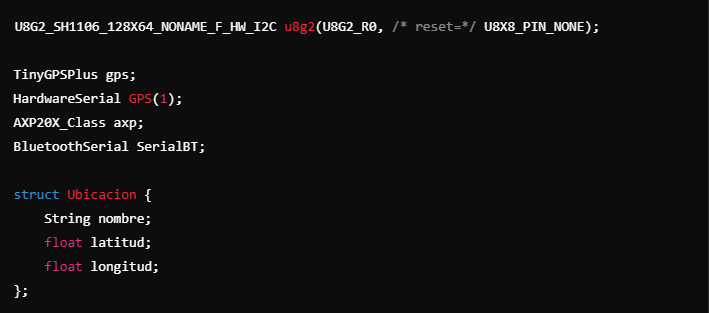 U8G2_SH1106_128X64_NONAME_F_HW_I2C u8g2(U8G2_R0, /* reset=*/ U8X8_PIN_NONE);
TinyGPSPlus gps;
HardwareSerial GPS(1);
AXP20X_Class axp;
BluetoothSerial SerialBT;
struct Ubicacion {
    String nombre;
    float latitud;
    float longitud;
};